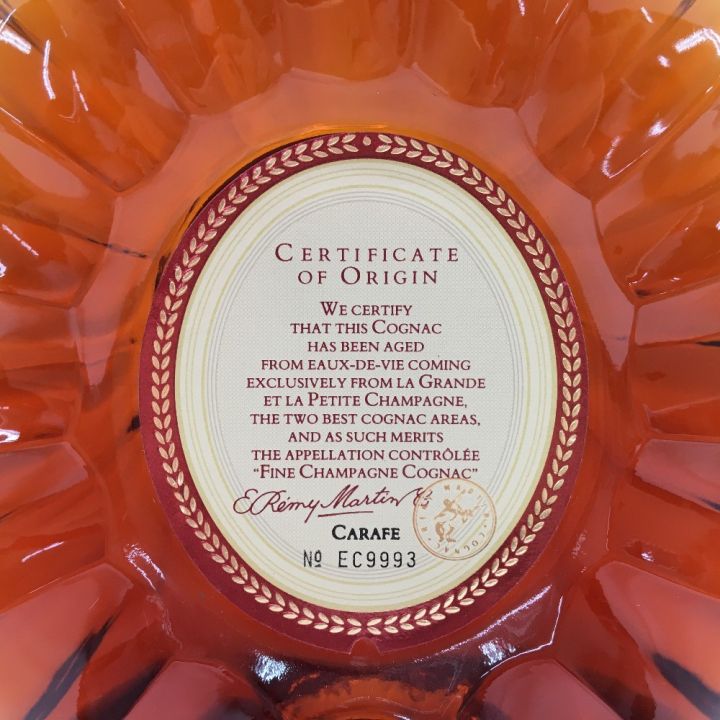 CERTIFICATE
OF ORIGIN
WE CERTIFY
THAT THIS COGNAC
HAS BEEN AGED
FROM EAUX-DE-VIE COMING
EXCLUSIVELY FROM LA GRANDE
ET LA PETITE CHAMPAGNE,
THE TWO BEST COGNAC AREAS,
AND AS SUCH MERITS
THE APPELLATION CONTRÔLÉE
"FINE CHAMPAGNE COGNAC"
E. Rémy Martin & Co
CARAFE
Nº EC9993